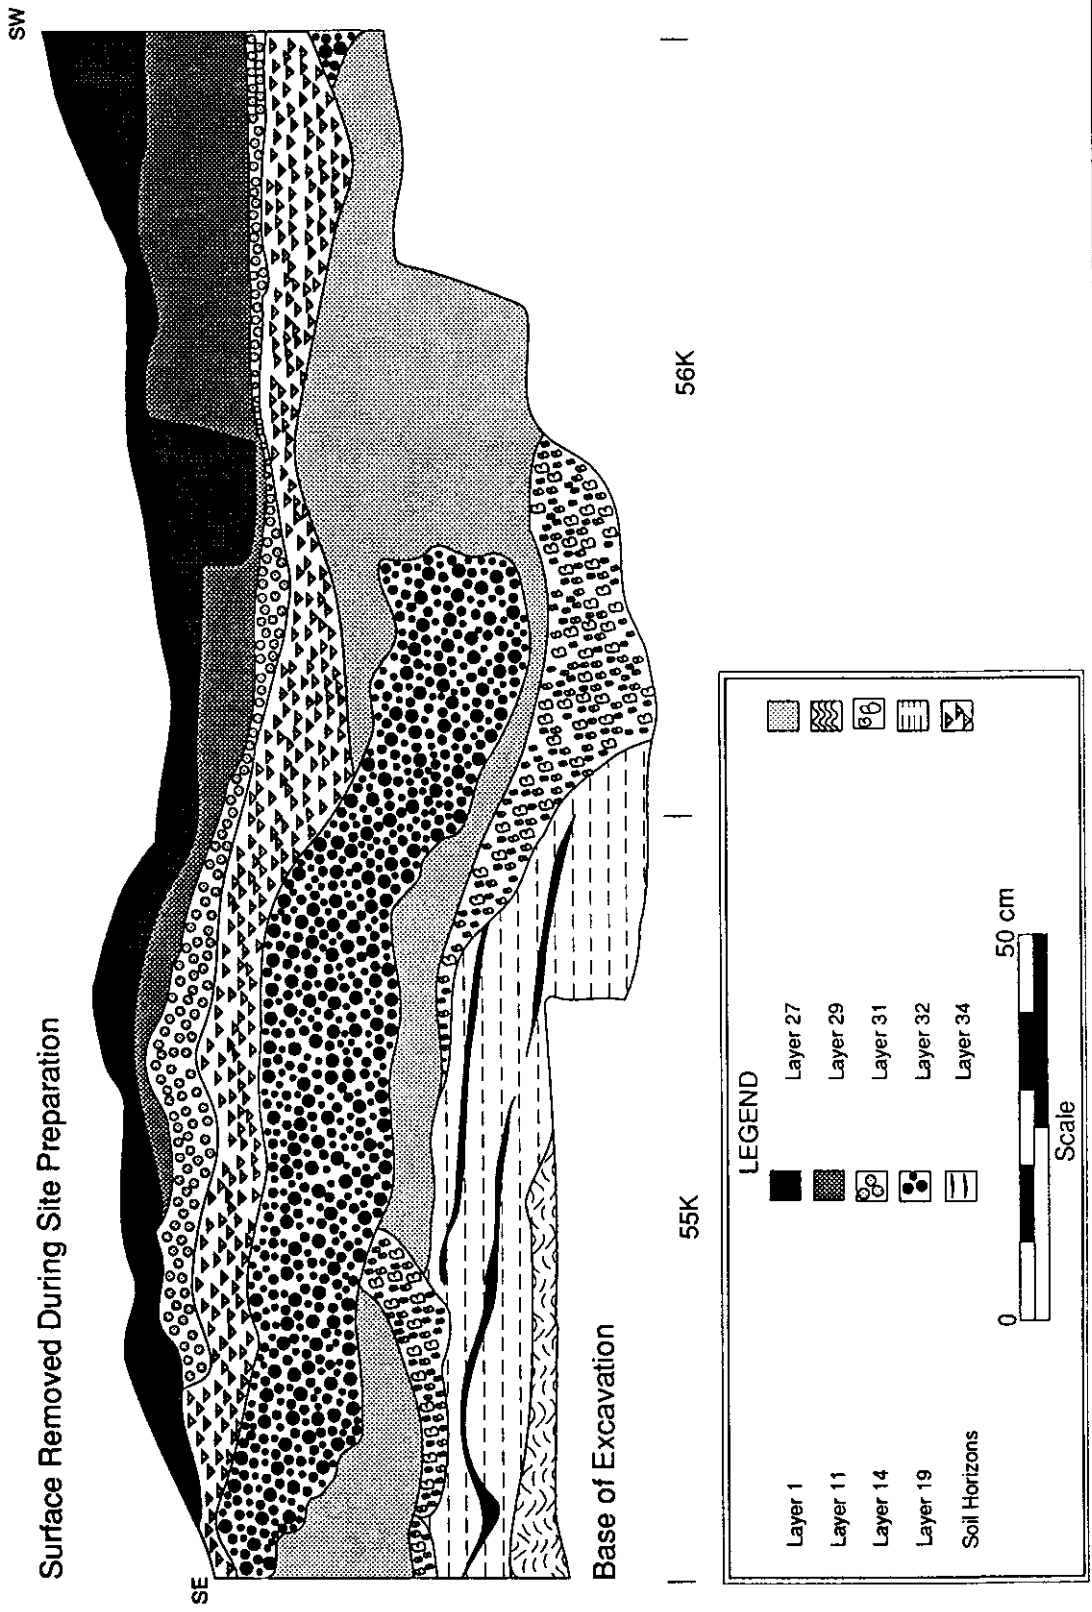 Surface Removed During Site Preparation
SE
SW
Base of Excavation
55K
56K
LEGEND
Layer 1
Layer 27
Layer 11
Layer 29
Layer 14
Layer 31
Layer 19
Layer 32
Soil Horizons
Layer 34
0
50 cm
Scale